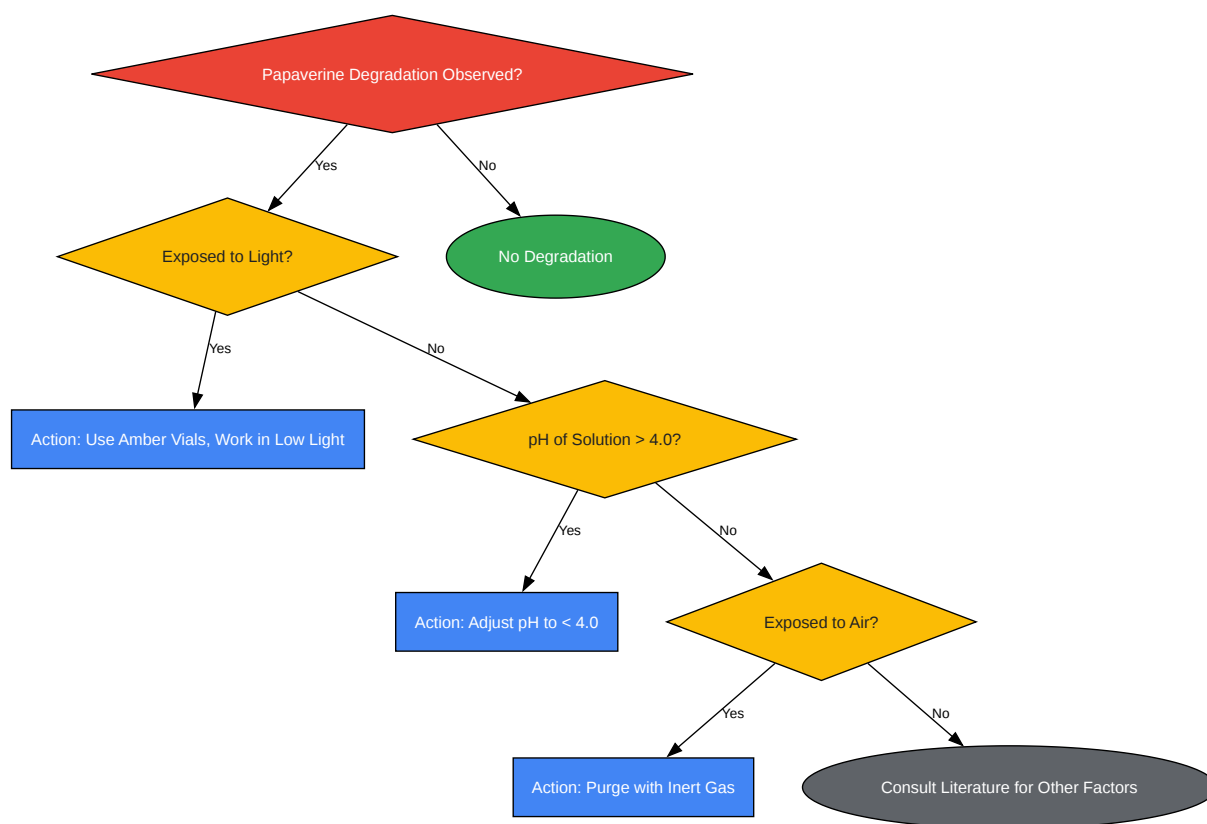 Papaverine Degradation Observed?
Yes
No
Exposed to Light?
No Degradation
Yes
No
Action: Use Amber Vials, Work in Low Light
pH of Solution > 4.0?
Yes
No
Action: Adjust pH to < 4.0
Exposed to Air?
Yes
No
Action: Purge with Inert Gas
Consult Literature for Other Factors